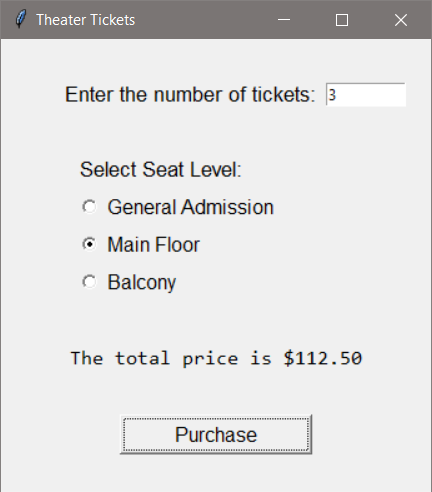 Theater Tickets
Enter the number of tickets: 3
Select Seat Level:
General Admission
Main Floor
Balcony
The total price is $112.50
Purchase